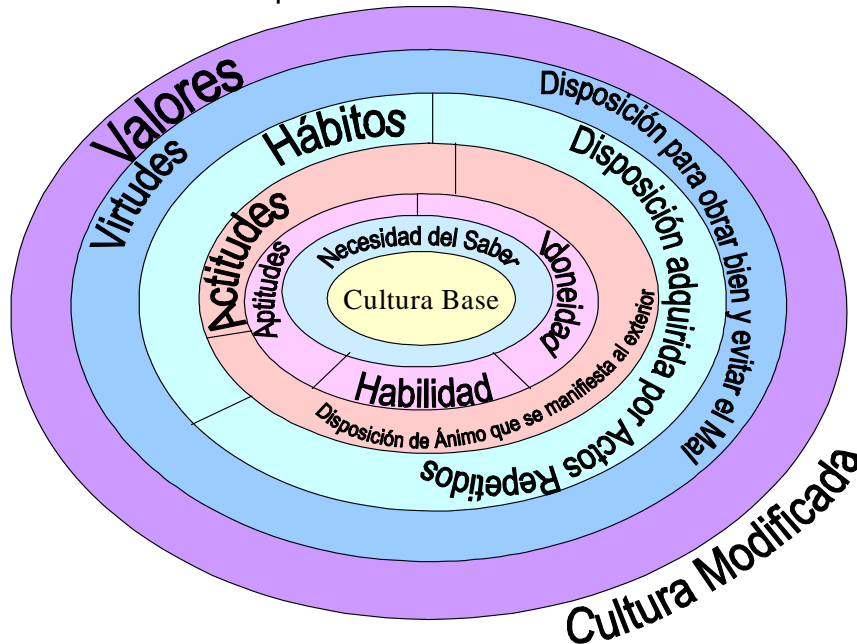 Valores
Virtudes
Disposición para obrar bien y evitar el Mal
Hábitos
Disposición adquirida por Actos Repetidos
Actitudes
Disposición de Ánimo que se manifiesta al exterior
Aptitudes
Idoneidad
Habilidad
Necesidad del Saber
Cultura Base
Cultura Modificada